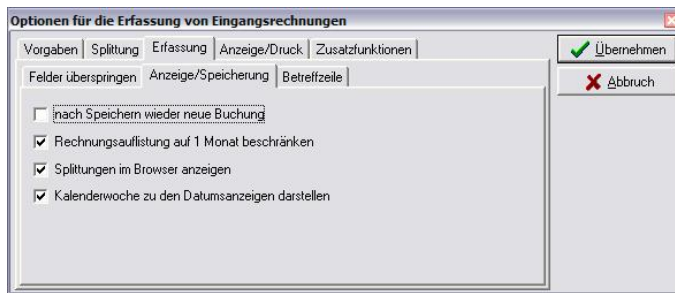 Optionen für die Erfassung von Eingangsrechnungen
Vorgaben Splittung Erfassung Anzeige/Druck Zusatzfunktionen
Übernehmen
Felder überspringen Anzeige/Speicherung Betreffzeile
Abbruch
nach Speichern wieder neue Buchung
Rechnungsauflistung auf 1 Monat beschränken
Splittungen im Browser anzeigen
Kalenderwoche zu den Datumsanzeigen darstellen